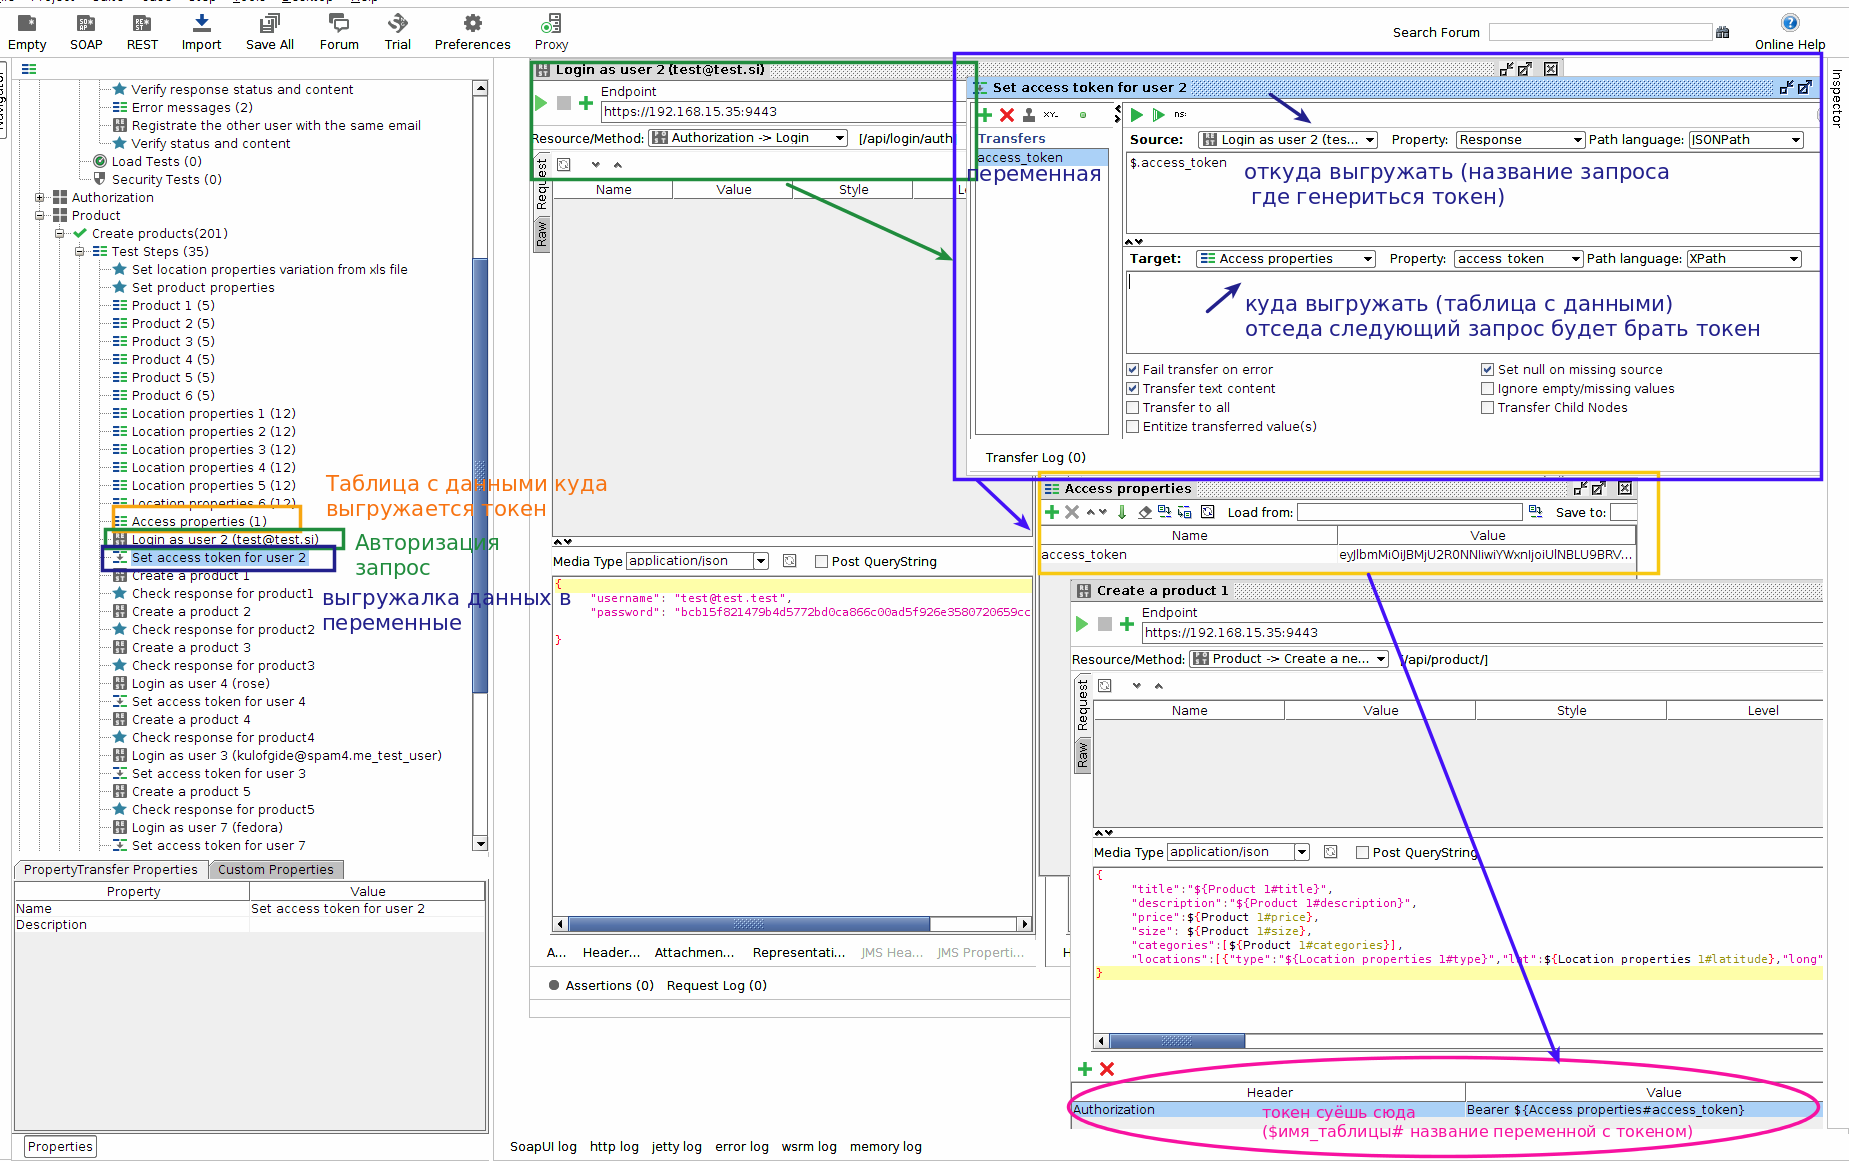 Empty SOAP REST Import Save All Forum Trial Preferences Proxy
Search Forum
Online Help
Inspector
Verify response status and content
Error messages (2)
Registrate the other user with the same email
Verify status and content
Load Tests (0)
Security Tests (0)
Authorization
Product
Create products(201)
Test Steps (35)
Set location properties variation from xls file
Set product properties
Product 1 (5)
Product 2 (5)
Product 3 (5)
Product 4 (5)
Product 5 (5)
Product 6 (5)
Location properties 1 (12)
Location properties 2 (12)
Location properties 3 (12)
Location properties 4 (12)
Location properties 5 (12)
Location properties 6 (12)
Access properties (1)
Login as user 2 (test@test.si)
Set access token for user 2
Create a product 1
Check response for product1
Create a product 2
Check response for product2
Create a product 3
Check response for product3
Login as user 4 (rose)
Set access token for user 4
Create a product 4
Check response for product4
Login as user 3 (kulofgide@spam4.me_test_user)
Set access token for user 3
Create a product 5
Check response for product5
Login as user 7 (fedora)
Set access token for user 7
Таблица с данными куда
выгружается токен
Авторизация
запрос
выгружалка данных в
переменные
PropertyTransfer Properties Custom Properties
Property Value
Name Set access token for user 2
Description
Properties
Login as user 2 (test@test.si)
Endpoint
https://192.168.15.35:9443
Resource/Method: Authorization -> Login [/api/login/auth
Request
Raw
Name Value Style
Media Type application/json Post QueryString
{
"username": "test@test.test",
"password": "bcb15f821479b4d5772bd0ca866c00ad5f926e3580720659cc
}
A... Header... Attachmen... Representati... JMS Hea... JMS Properti...
Assertions (0) Request Log (0)
Set access token for user 2
XY..
ns:
Transfers
access_token
переменная
Source: Login as user 2 (tes... Property: Response Path language: JSONPath
$.access_token
откуда выгружать (название запроса
где генериться токен)
Target: Access properties Property: access token Path language: XPath
куда выгружать (таблица с данными)
отседа следующий запрос будет брать токен
Fail transfer on error
Set null on missing source
Transfer text content
Ignore empty/missing values
Transfer to all
Transfer Child Nodes
Entitize transferred value(s)
Transfer Log (0)
Access properties
Load from: Save to:
Name Value
access_token eyJlbmMiOiJBMjU2R0NNIiwiYWxnIjoiUlNBLU9BRV...
Create a product 1
Endpoint
https://192.168.15.35:9443
Resource/Method: Product -> Create a ne... [/api/product/]
Request
Raw
Name Value Style Level
Media Type application/json Post QueryString
{
"title":"${Product 1#title}",
"description":"${Product 1#description}",
"price":${Product 1#price},
"size": ${Product 1#size},
"categories":[${Product 1#categories}],
"locations":[{"type":"${Location properties 1#type}","lat":${Location properties 1#latitude},"long"
}
Header Value
Authorization Bearer ${Access properties#access_token}
токен суёшь сюда
($имя_таблицы# название переменной с токеном)
SoapUI log http log jetty log error log wsrm log memory log